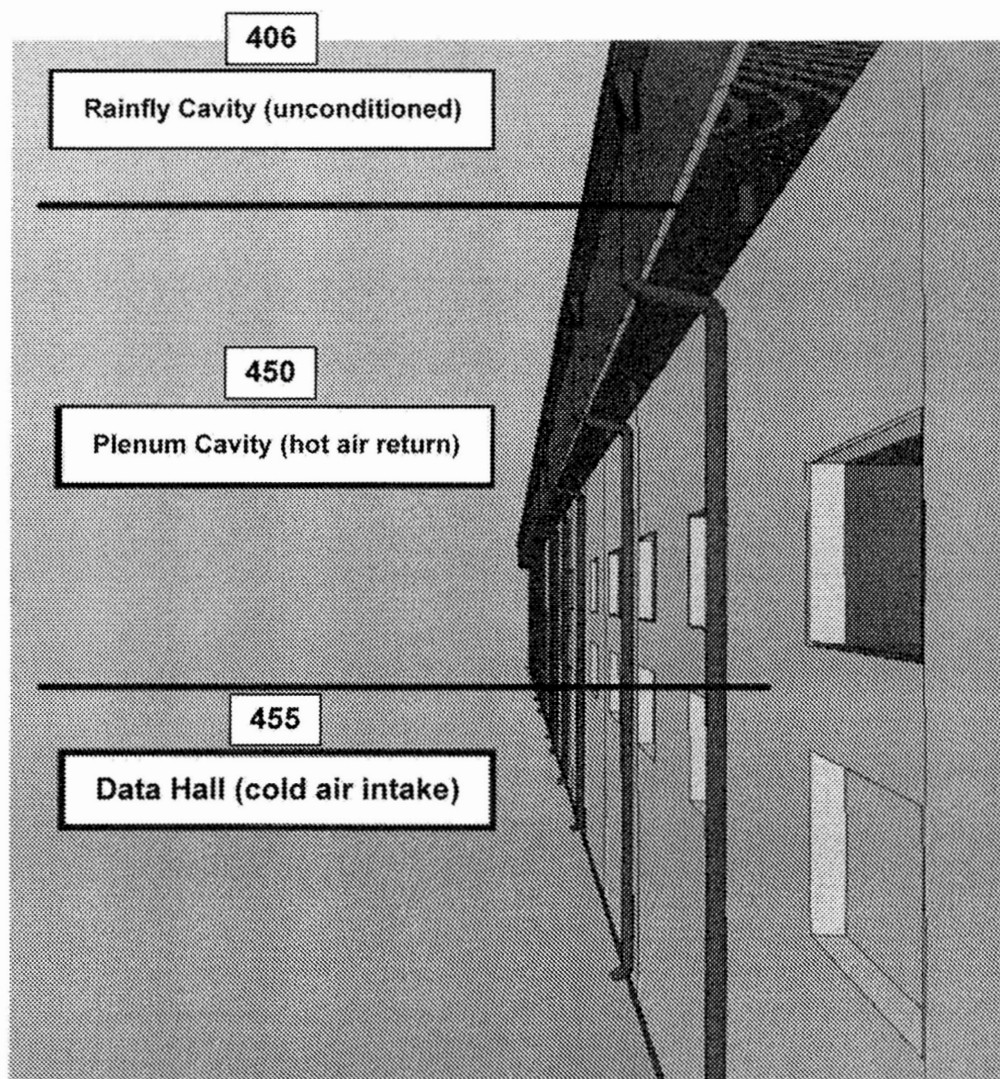 406
Rainfly Cavity (unconditioned)
450
Plenum Cavity (hot air return)
455
Data Hall (cold air intake)